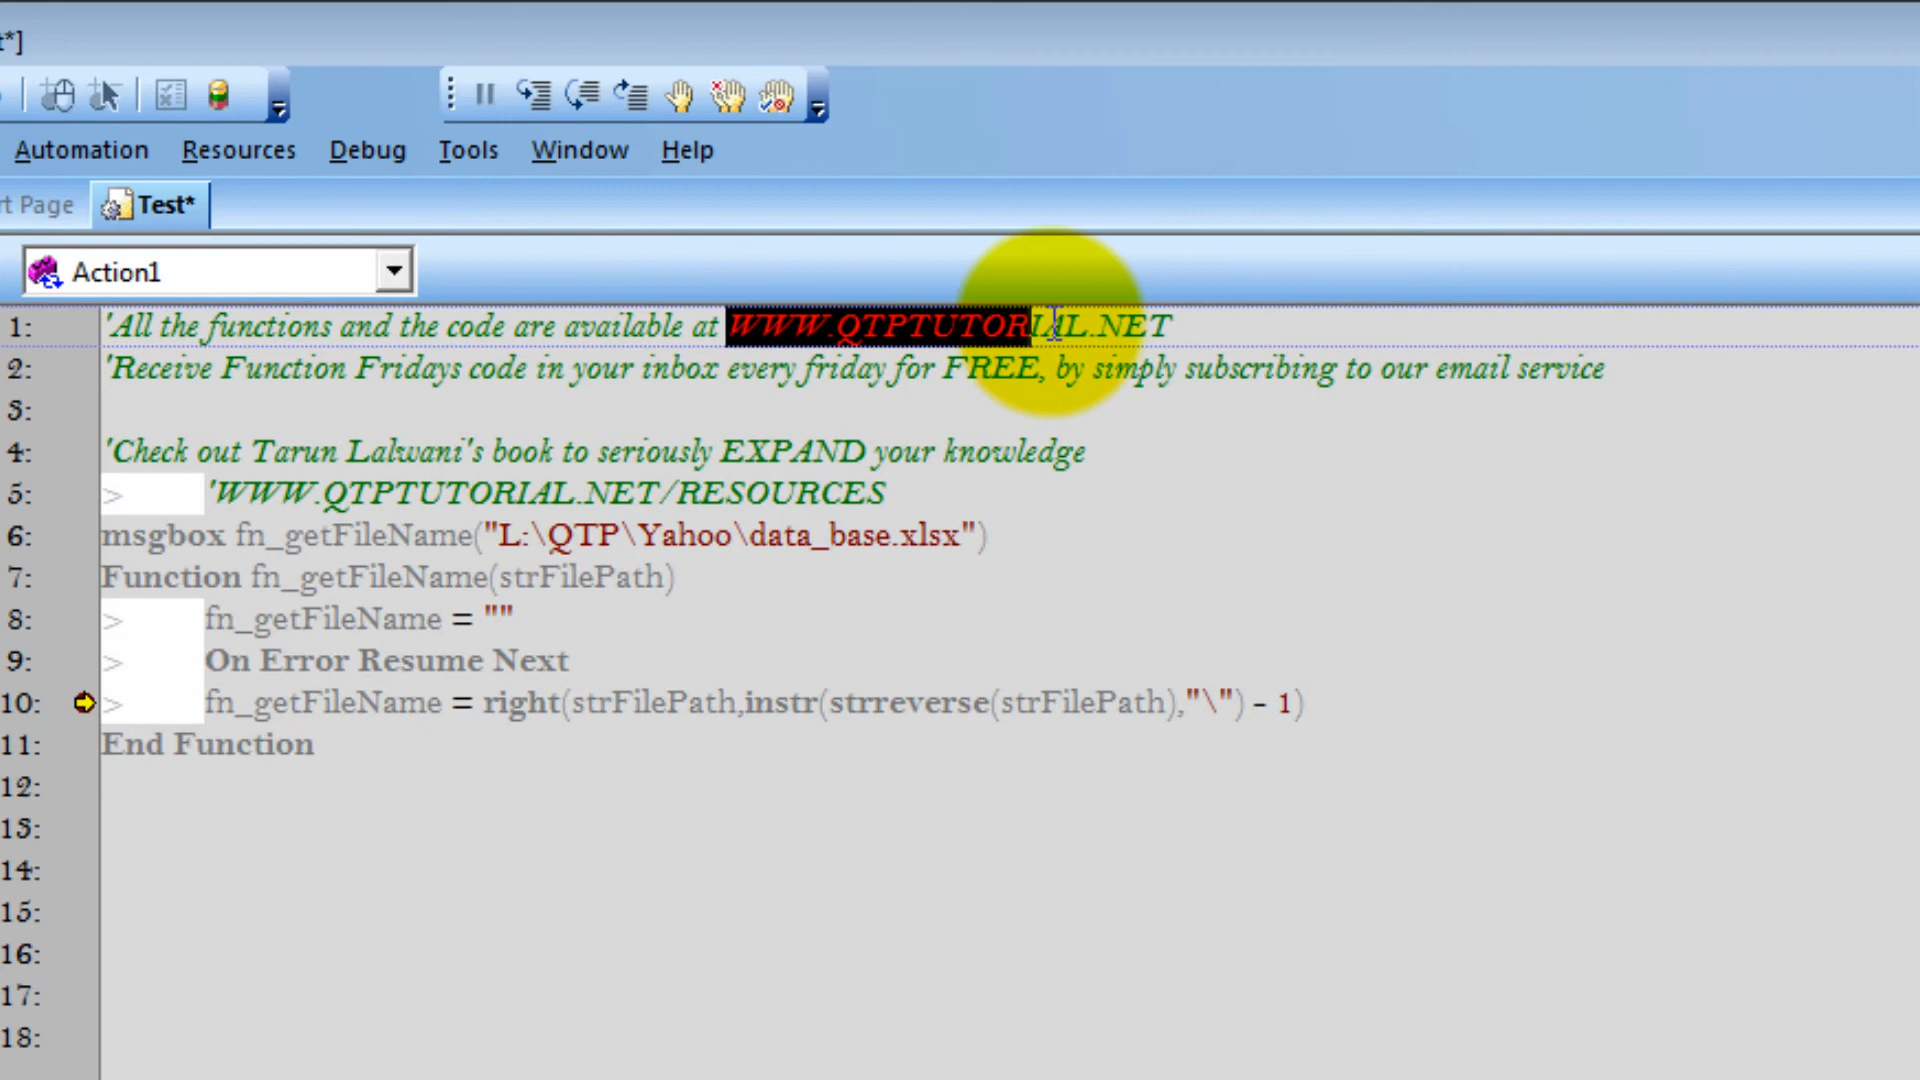 t*]
Automation Resources Debug Tools Window Help
rt Page Test*
Action1
1: 'All the functions and the code are available at WWW.QTPTUTORIAL.NET
2: 'Receive Function Fridays code in your inbox every friday for FREE, by simply subscribing to our email service
3:
4: 'Check out Tarun Lalwani's book to seriously EXPAND your knowledge
5: > 'WWW.QTPTUTORIAL.NET/RESOURCES
6: msgbox fn_getFileName("L:\QTP\Yahoo\data_base.xlsx")
7: Function fn_getFileName(strFilePath)
8: > fn_getFileName = ""
9: > On Error Resume Next
10: > fn_getFileName = right(strFilePath,instr(strreverse(strFilePath),"\") - 1)
11: End Function
12:
13:
14:
15:
16:
17:
18: